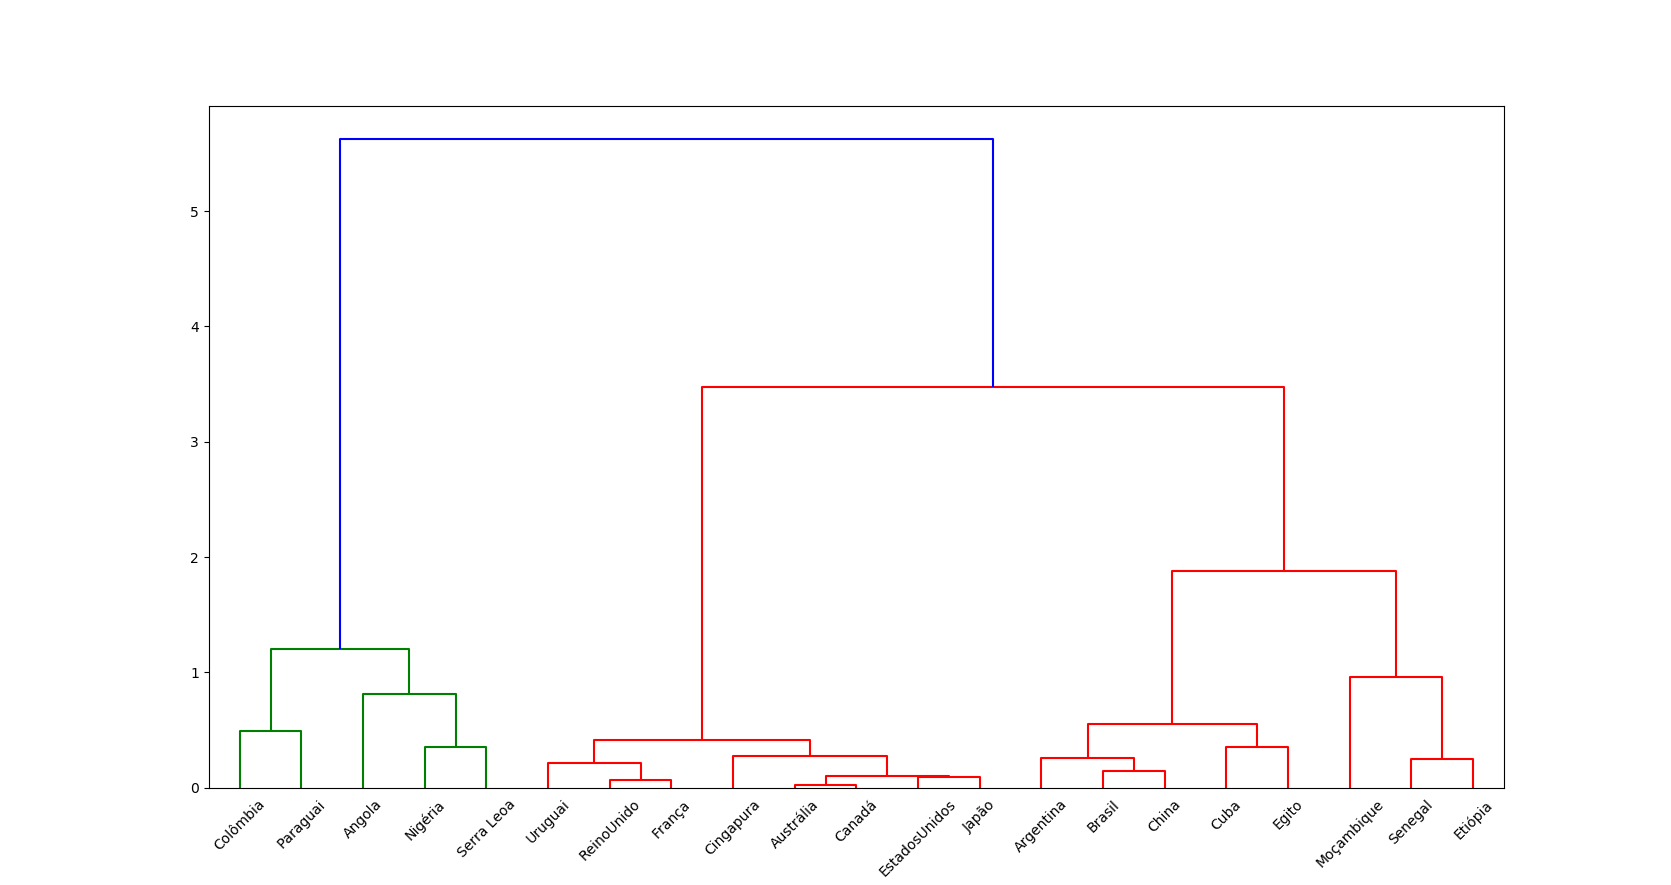 5
4
3
2
1
0
Colômbia
Paraguai
Angola
Nigéria
Serra Leoa
Uruguai
ReinoUnido
França
Cingapura
Austrália
Canadá
EstadosUnidos
Japão
Argentina
Brasil
China
Cuba
Egito
Moçambique
Senegal
Etiópia